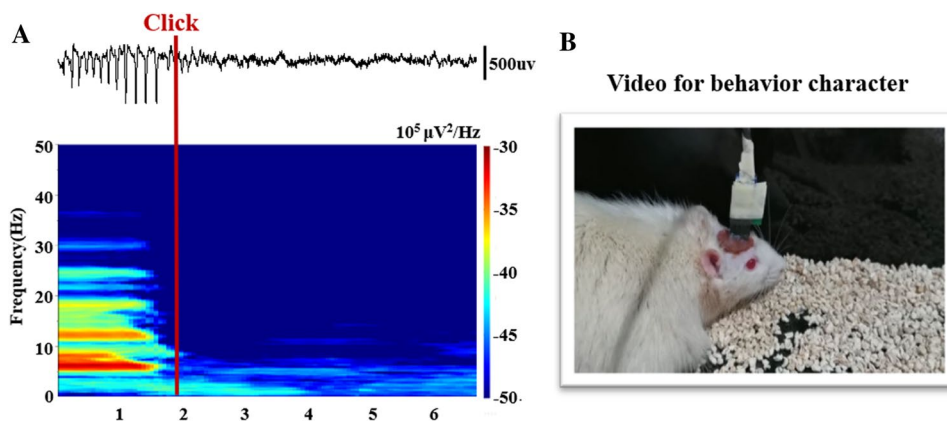 A
Click
500uv
10⁵ μV²/Hz
50
40
30
20
10
0
Frequency(Hz)
-30
-35
-40
-45
-50
1 2 3 4 5 6
B
Video for behavior character